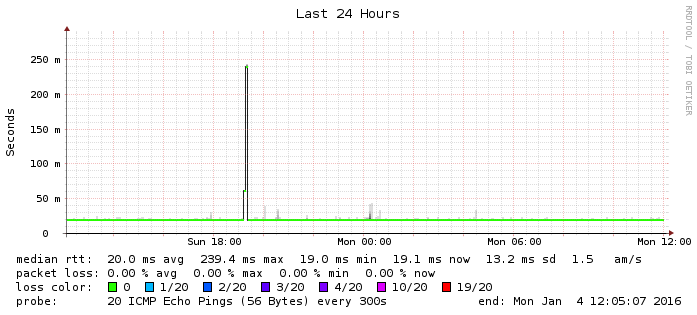 Last 24 Hours
RRDTOOL / TOBI OETIKER
Seconds
250 m
200 m
150 m
100 m
50 m
0
Sun 18:00 Mon 00:00 Mon 06:00 Mon 12:00
median rtt: 20.0 ms avg 239.4 ms max 19.0 ms min 19.1 ms now 13.2 ms sd 1.5 am/s
packet loss: 0.00 % avg 0.00 % max 0.00 % min 0.00 % now
loss color: 0 1/20 2/20 3/20 4/20 10/20 19/20
probe: 20 ICMP Echo Pings (56 Bytes) every 300s end: Mon Jan 4 12:05:07 2016